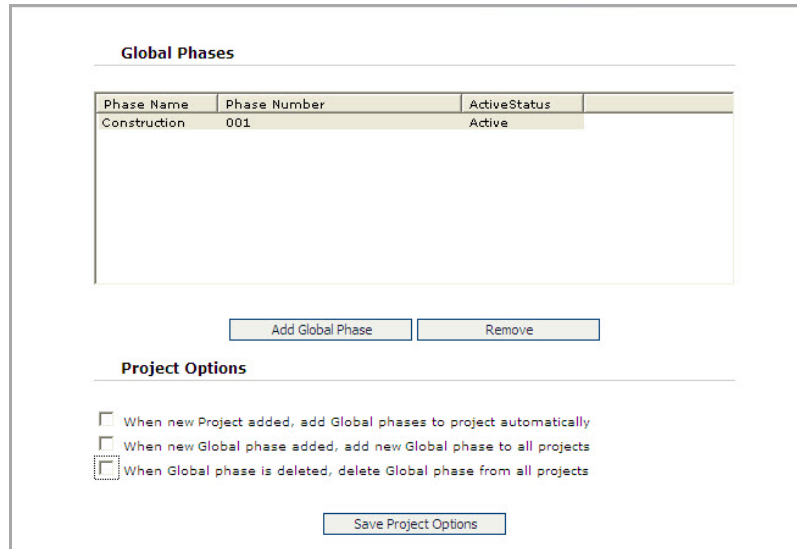 Global Phases
Phase Name Phase Number ActiveStatus
Construction 001 Active
Add Global Phase Remove
Project Options
When new Project added, add Global phases to project automatically
When new Global phase added, add new Global phase to all projects
When Global phase is deleted, delete Global phase from all projects
Save Project Options